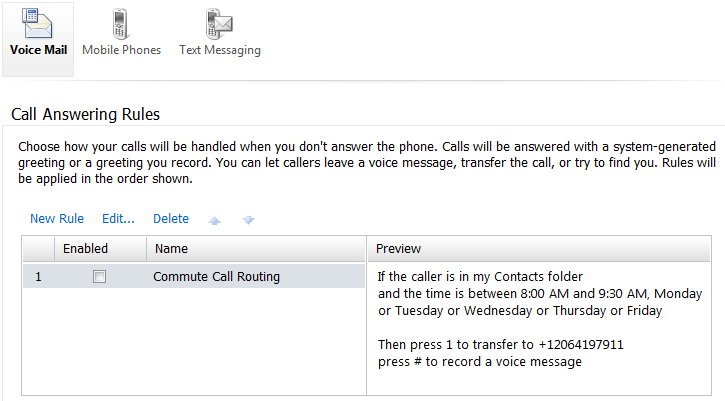 Voice Mail
Mobile Phones
Text Messaging
Call Answering Rules
Choose how your calls will be handled when you don't answer the phone. Calls will be answered with a system-generated
greeting or a greeting you record. You can let callers leave a voice message, transfer the call, or try to find you. Rules will
be applied in the order shown.
New Rule
Edit...
Delete
Enabled
Name
Preview
1
Commute Call Routing
If the caller is in my Contacts folder
and the time is between 8:00 AM and 9:30 AM, Monday
or Tuesday or Wednesday or Thursday or Friday
Then press 1 to transfer to +12064197911
press # to record a voice message